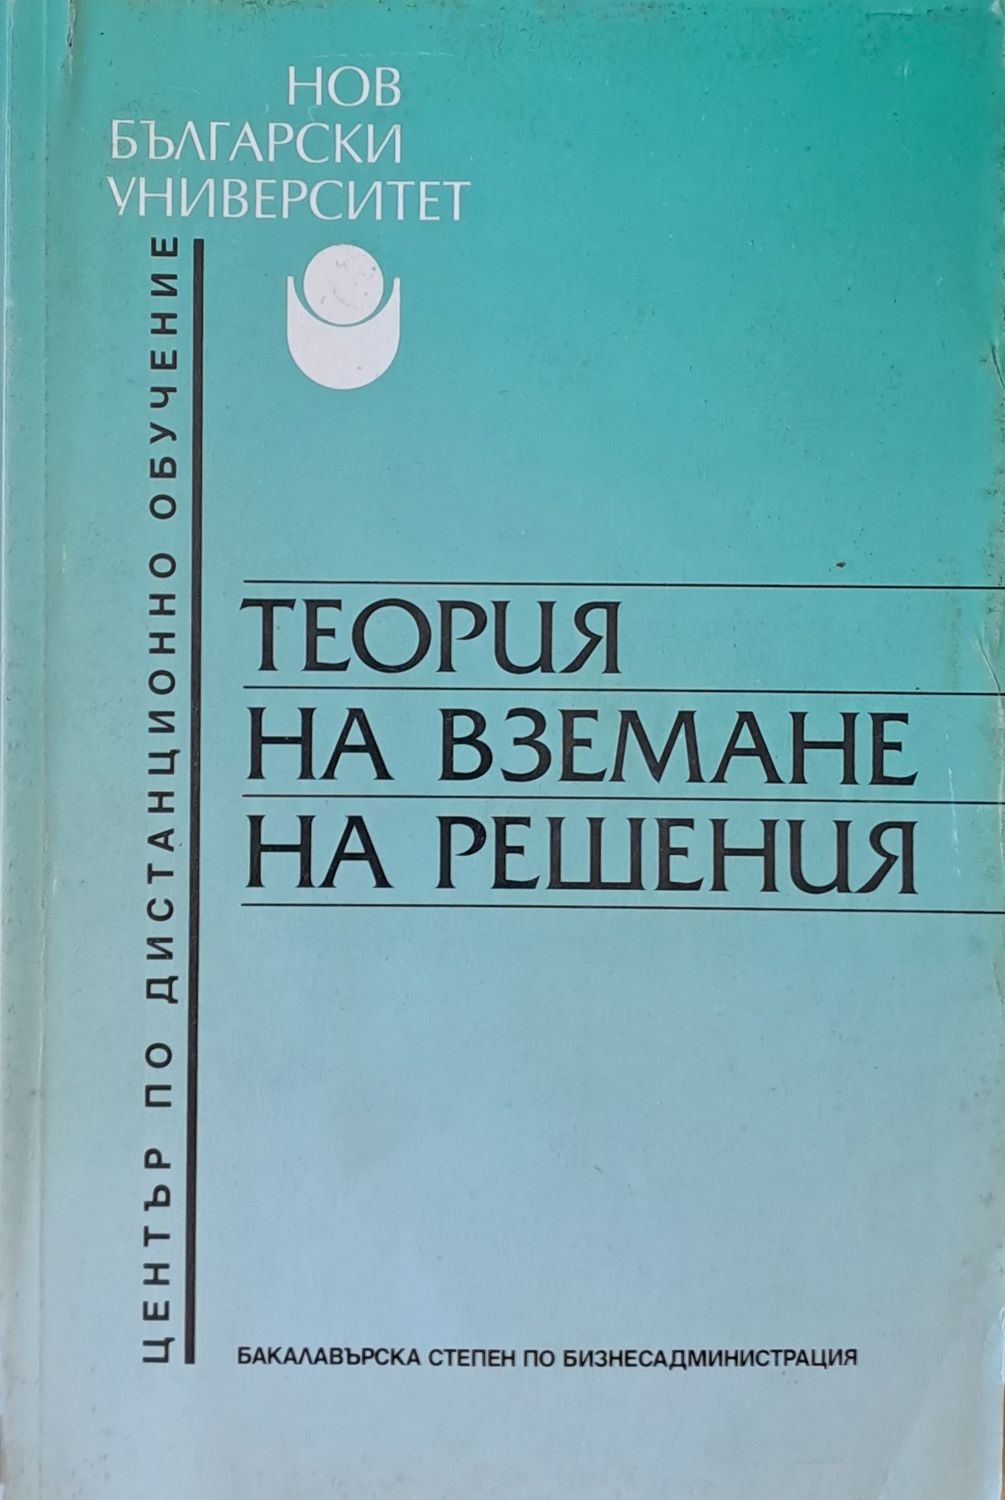 НОВ
БЪЛГАРСКИ
УНИВЕРСИТЕТ
ЦЕНТЪР ПО ДИСТАНЦИОННО ОБУЧЕНИЕ
ТЕОРИЯ
НА ВЗЕМАНЕ
НА РЕШЕНИЯ
БАКАЛАВЪРСКА СТЕПЕН ПО БИЗНЕСАДМИНИСТРАЦИЯ